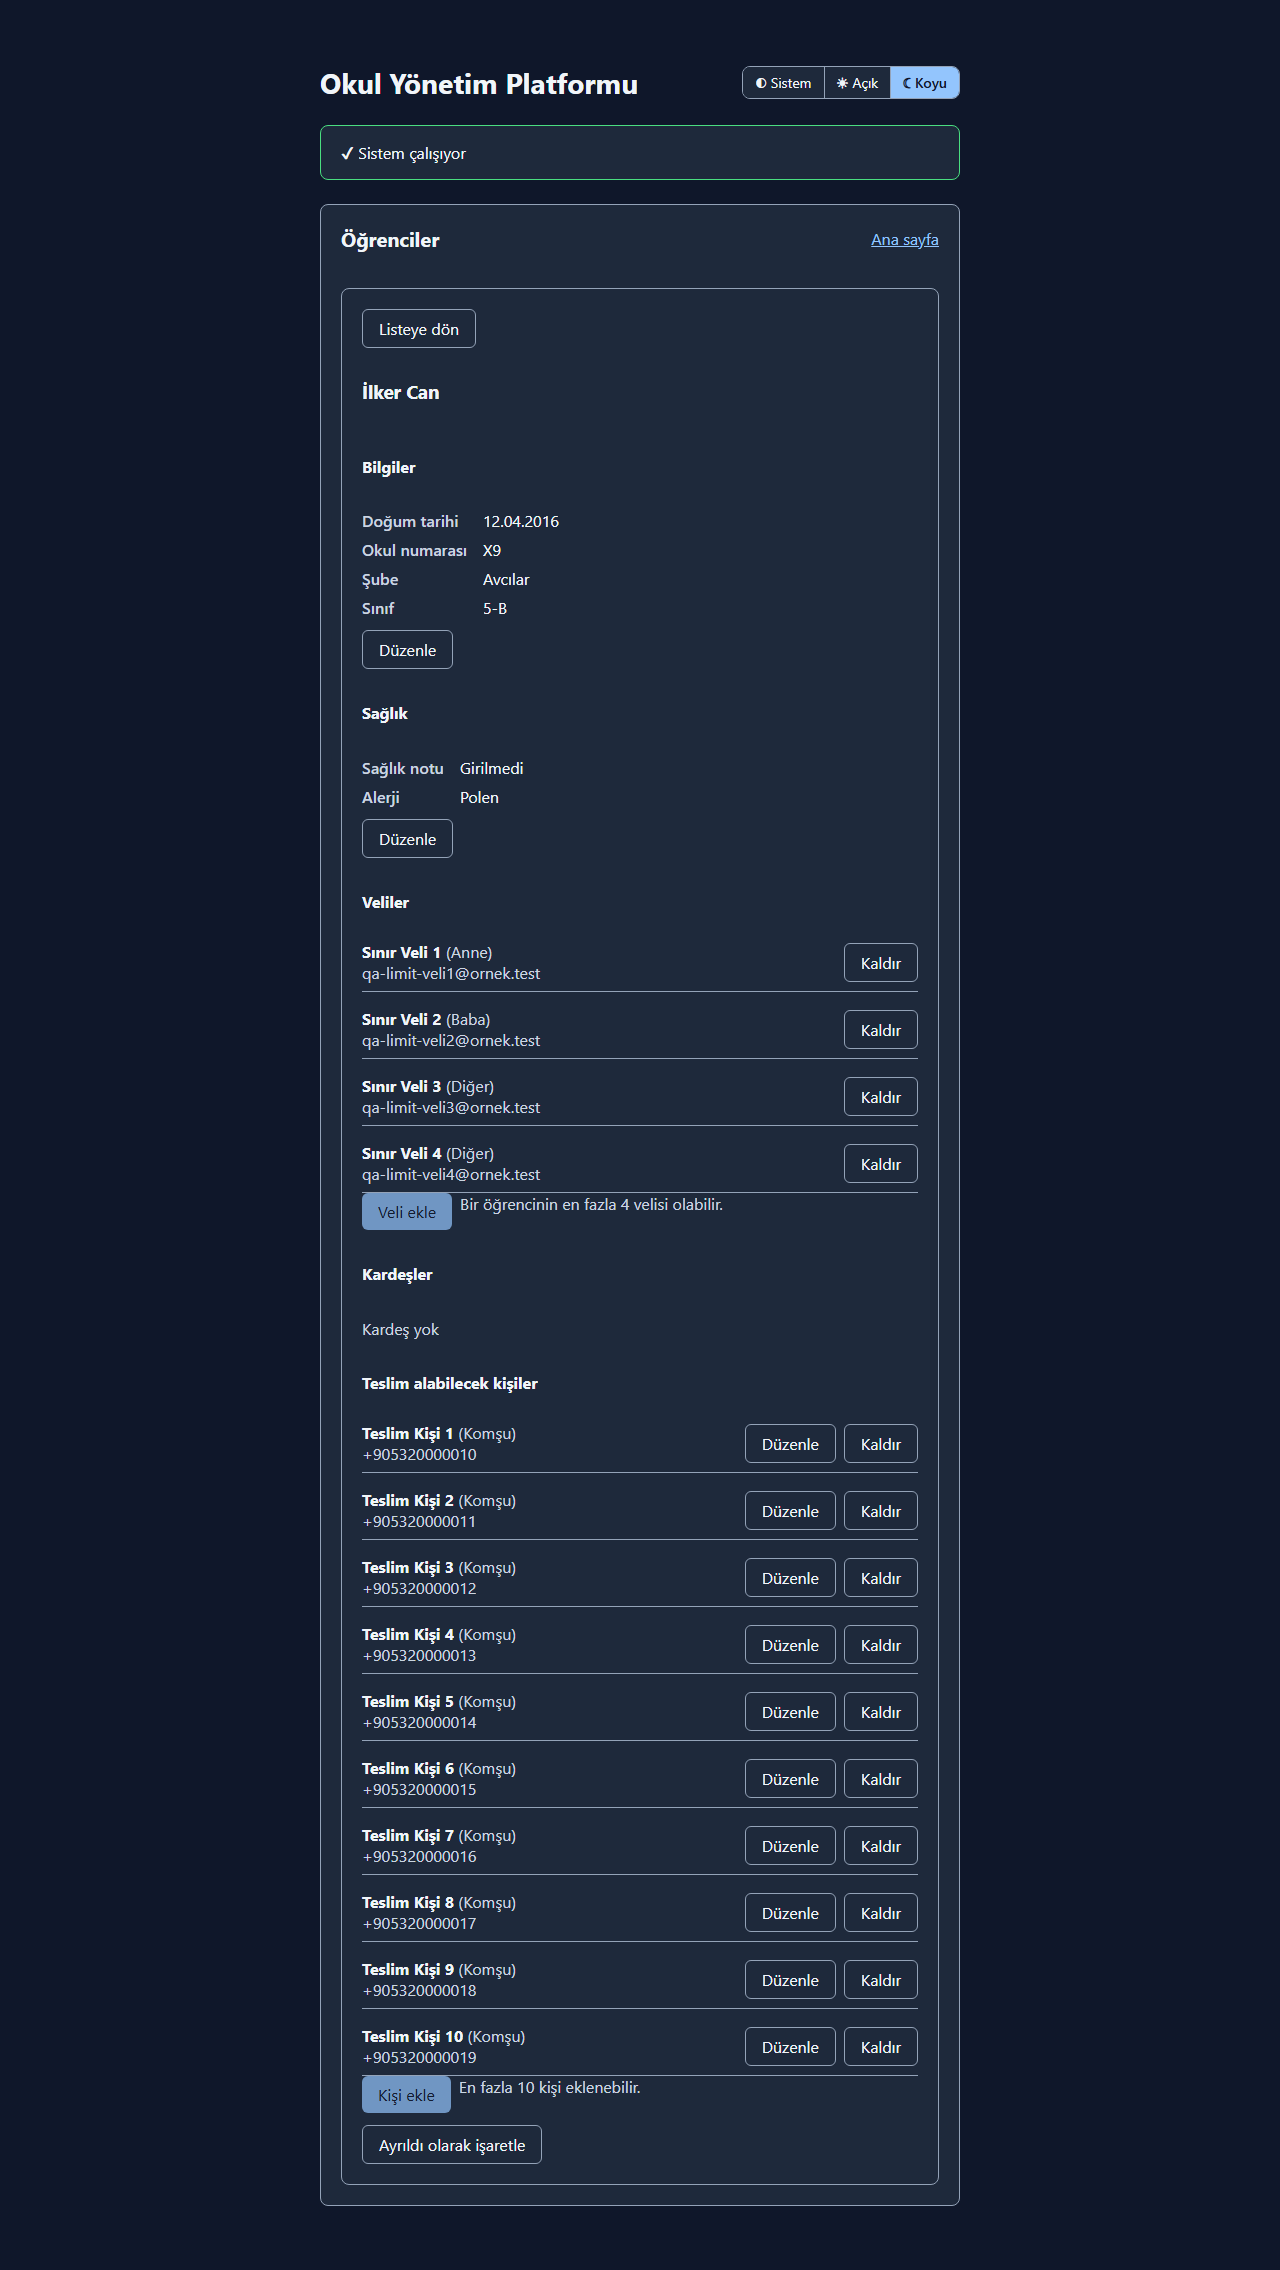 Okul Yönetim Platformu
Sistem
Açık
Koyu
✓ Sistem çalışıyor
Öğrenciler
Ana sayfa
Listeye dön
İlker Can
Bilgiler
Doğum tarihi 12.04.2016
Okul numarası X9
Şube Avcılar
Sınıf 5-B
Düzenle
Sağlık
Sağlık notu Girilmedi
Alerji Polen
Düzenle
Veliler
Sınır Veli 1 (Anne)
qa-limit-veli1@ornek.test
Kaldır
Sınır Veli 2 (Baba)
qa-limit-veli2@ornek.test
Kaldır
Sınır Veli 3 (Diğer)
qa-limit-veli3@ornek.test
Kaldır
Sınır Veli 4 (Diğer)
qa-limit-veli4@ornek.test
Kaldır
Veli ekle Bir öğrencinin en fazla 4 velisi olabilir.
Kardeşler
Kardeş yok
Teslim alabilecek kişiler
Teslim Kişi 1 (Komşu)
+905320000010
Düzenle Kaldır
Teslim Kişi 2 (Komşu)
+905320000011
Düzenle Kaldır
Teslim Kişi 3 (Komşu)
+905320000012
Düzenle Kaldır
Teslim Kişi 4 (Komşu)
+905320000013
Düzenle Kaldır
Teslim Kişi 5 (Komşu)
+905320000014
Düzenle Kaldır
Teslim Kişi 6 (Komşu)
+905320000015
Düzenle Kaldır
Teslim Kişi 7 (Komşu)
+905320000016
Düzenle Kaldır
Teslim Kişi 8 (Komşu)
+905320000017
Düzenle Kaldır
Teslim Kişi 9 (Komşu)
+905320000018
Düzenle Kaldır
Teslim Kişi 10 (Komşu)
+905320000019
Düzenle Kaldır
Kişi ekle En fazla 10 kişi eklenebilir.
Ayrıldı olarak işaretle